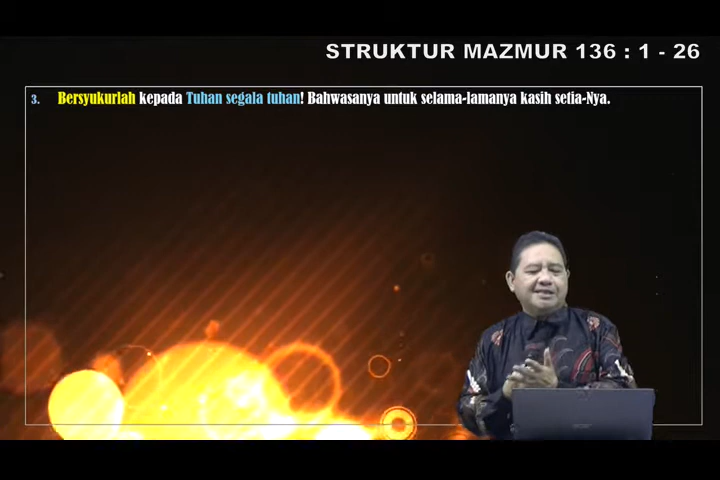 STRUKTUR MAZMUR 136 : 1 - 26
3. Bersyukurlah kepada Tuhan segala tuhan! Bahwasanya untuk selama-lamanya kasih setia-Nya.